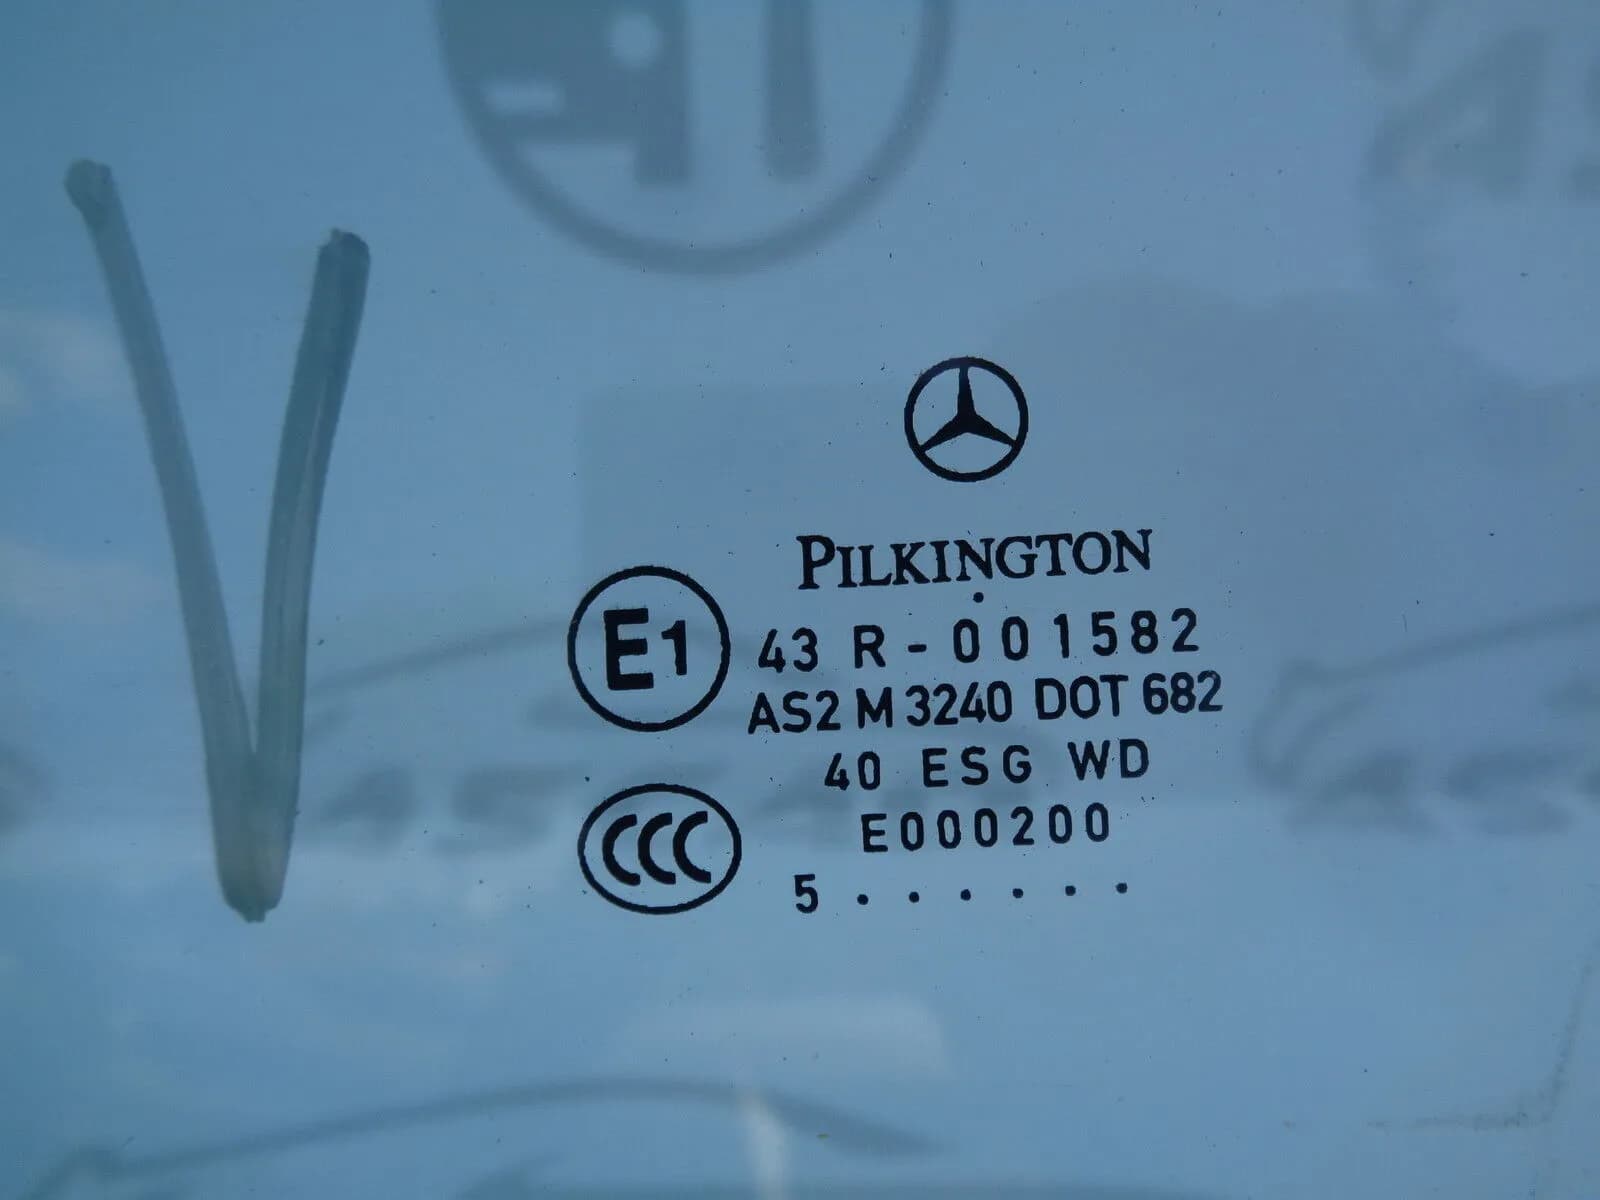 V
PILKINGTON
E1
43 R - 001582
AS2 M 3240 DOT 682
40 ESG WD
E000200
CCC
5 . . . . . .